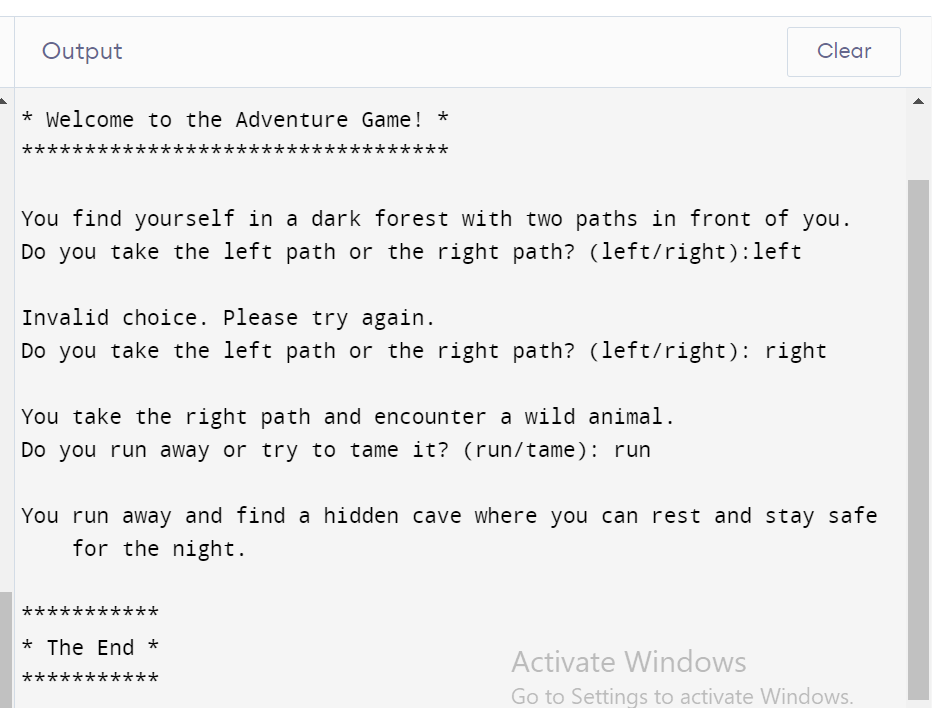 Output
Clear
* Welcome to the Adventure Game! *
**********************************
You find yourself in a dark forest with two paths in front of you.
Do you take the left path or the right path? (left/right):left
Invalid choice. Please try again.
Do you take the left path or the right path? (left/right): right
You take the right path and encounter a wild animal.
Do you run away or try to tame it? (run/tame): run
You run away and find a hidden cave where you can rest and stay safe
for the night.
***********
* The End *
***********
Activate Windows
Go to Settings to activate Windows.